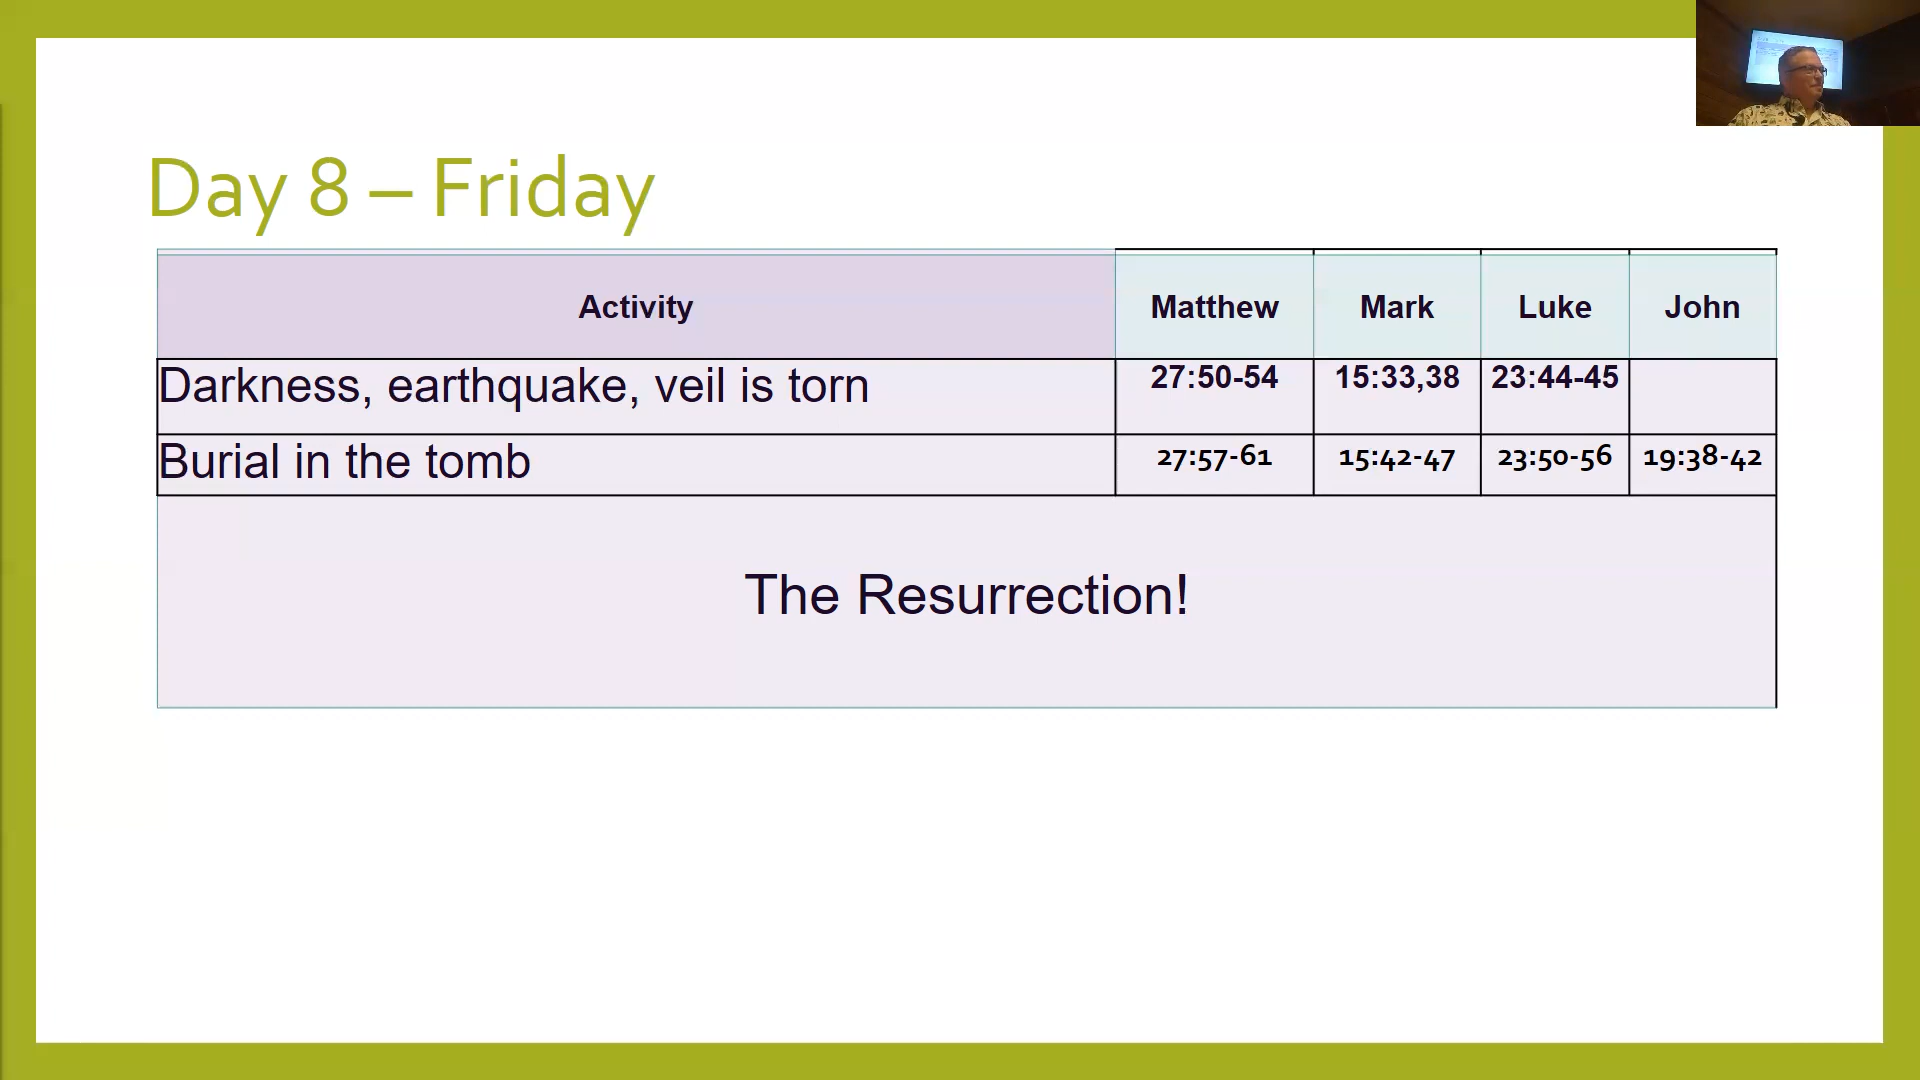 Day 8 – Friday
Activity Matthew Mark Luke John
Darkness, earthquake, veil is torn 27:50-54 15:33,38 23:44-45
Burial in the tomb 27:57-61 15:42-47 23:50-56 19:38-42
The Resurrection!